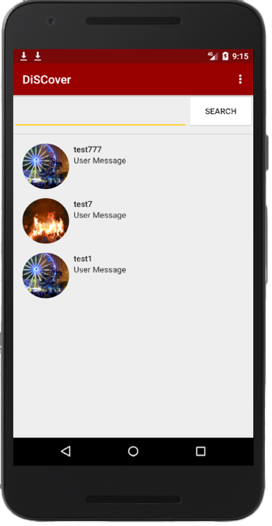 9:15
DiSCover
SEARCH
test777
User Message
test7
User Message
test1
User Message